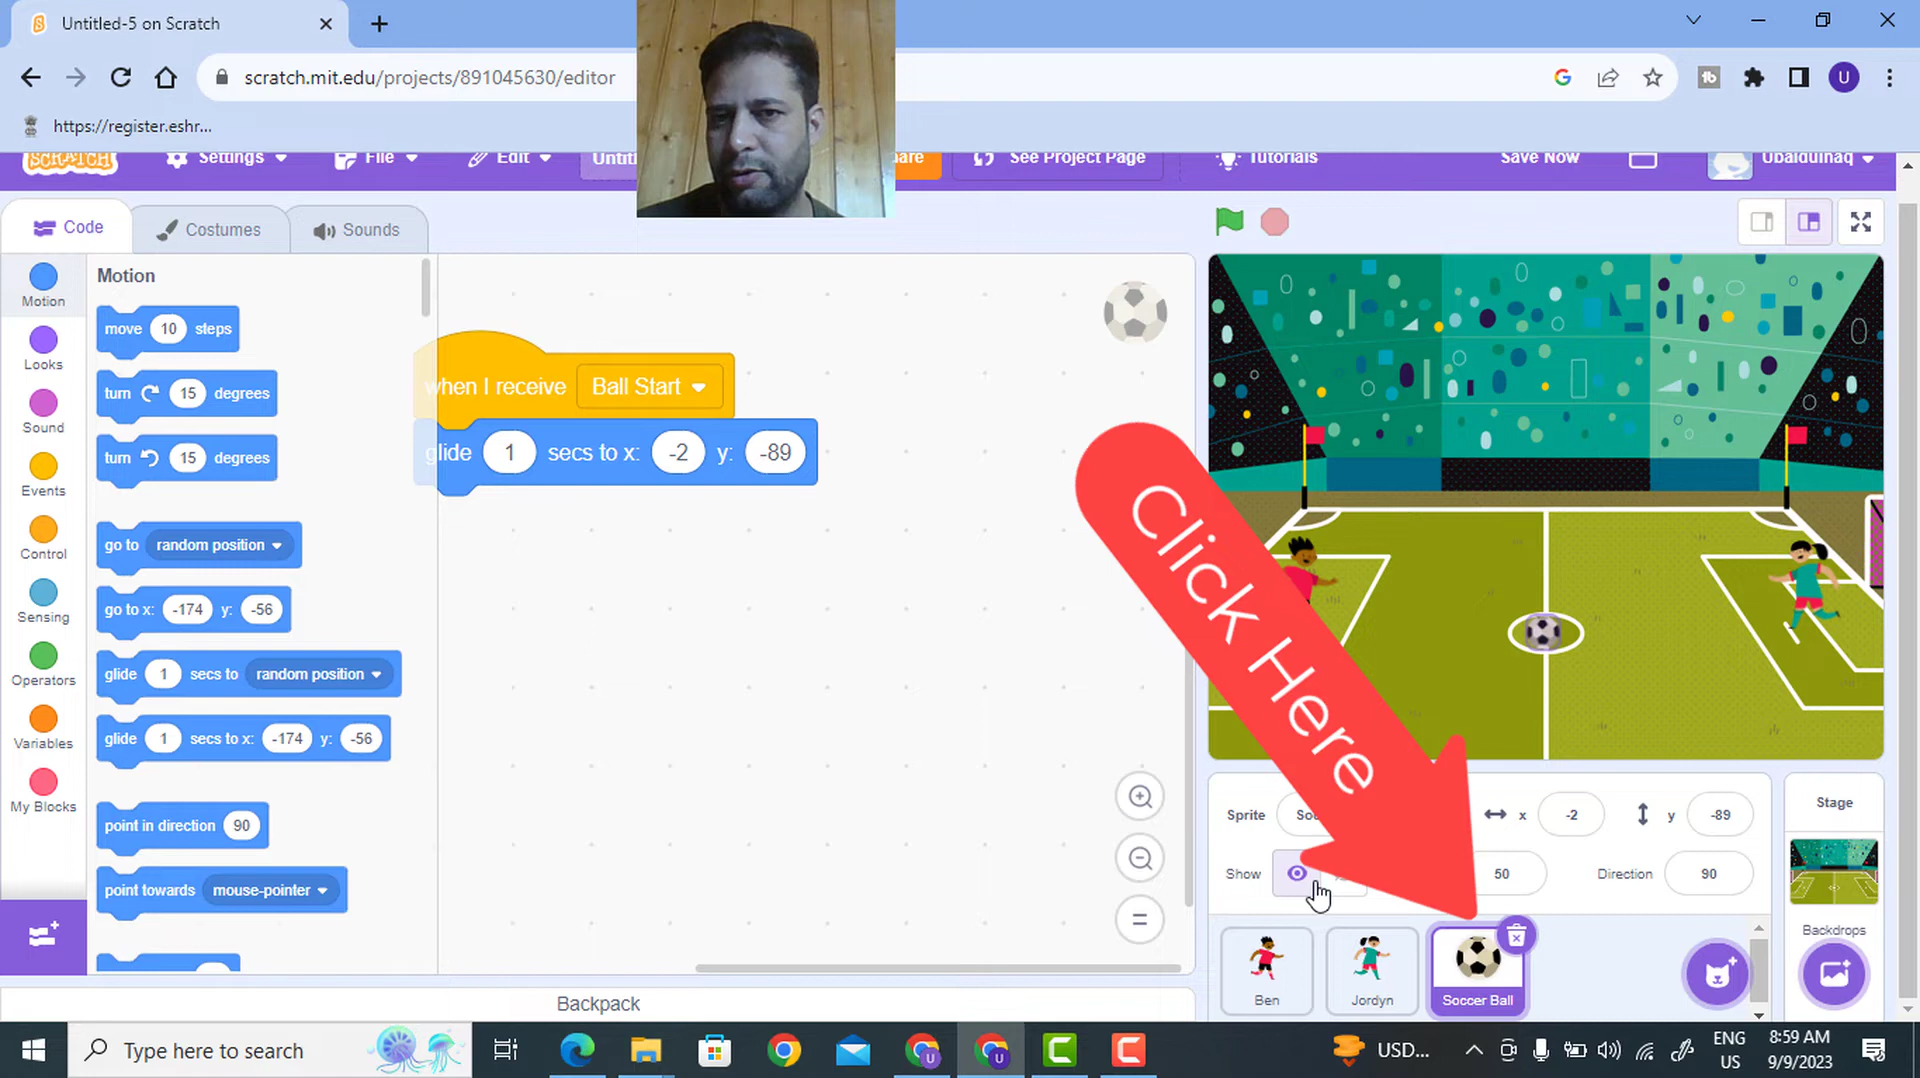 Untitled-5 on Scratch
scratch.mit.edu/projects/891045630/editor
U
https://register.eshr...
SCRATCH
Settings
File
Edit
See Project Page
Tutorials
Save Now
Code
Costumes
Sounds
Motion
Looks
Sound
Events
Control
Sensing
Operators
Variables
My Blocks
Motion
move 10 steps
turn 15 degrees
turn 15 degrees
go to random position
go to x: -174 y: -56
glide 1 secs to random position
glide 1 secs to x: -174 y: -56
point in direction 90
point towards mouse-pointer
when I receive Ball Start
glide 1 secs to x: -2 y: -89
Click Here
Sprite
x -2
y -89
Show
50
Direction 90
Ben
Jordyn
Soccer Ball
Stage
Backdrops
Backpack
Type here to search
USD...
ENG
US
8:59 AM
9/9/2023